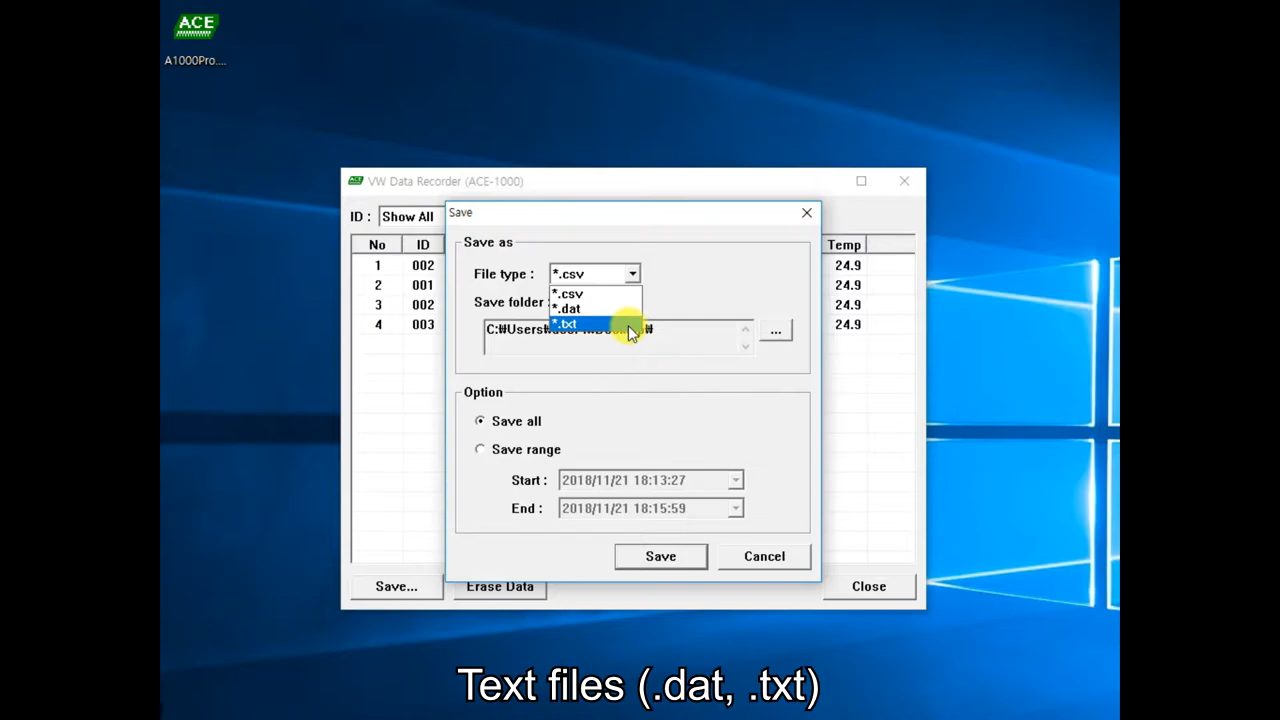 ACE
A1000Pro....
VW Data Recorder (ACE-1000)
ID : Show All
Save
Save as
No ID Temp
1 002 24.9
2 001 24.9
3 002 24.9
4 003 24.9
File type : *.csv
*.csv
*.dat
*.txt
Save folder :
C:₩Users₩
...
Option
Save all
Save range
Start : 2018/11/21 18:13:27
End : 2018/11/21 18:15:59
Save Cancel
Save... Erase Data Close
Text files (.dat, .txt)